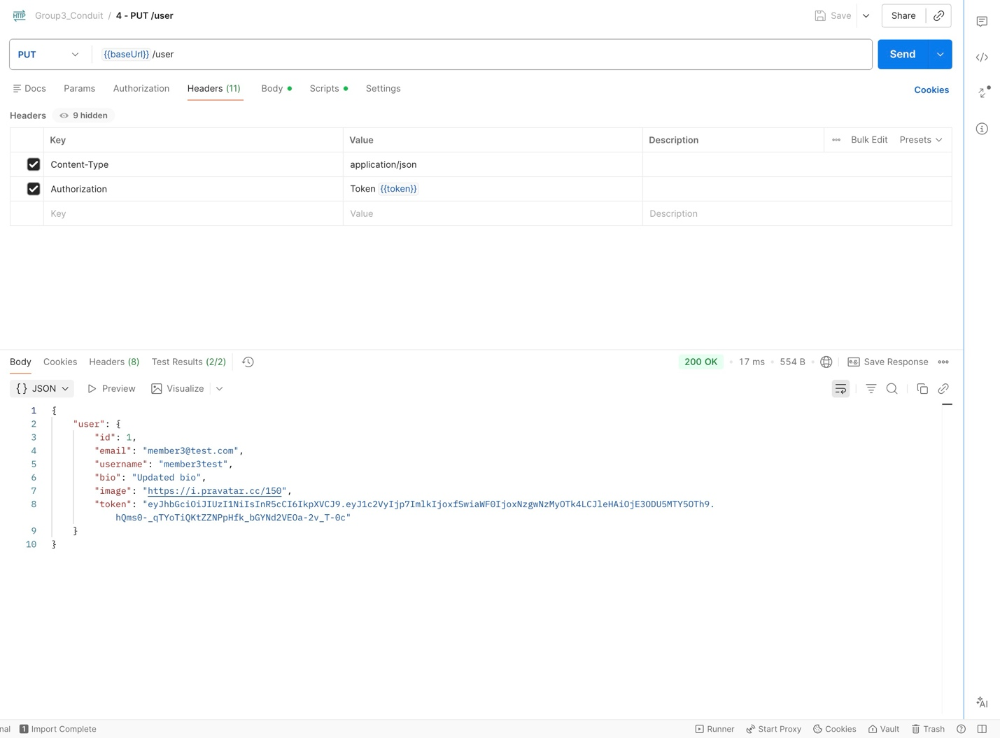 HTTP Group3_Conduit / 4 - PUT /user Save Share
PUT {{baseUrl}} /user Send
Docs Params Authorization Headers (11) Body Scripts Settings Cookies
Headers 9 hidden
Key Value Description Bulk Edit Presets
Content-Type application/json
Authorization Token {{token}}
Key Value Description
Body Cookies Headers (8) Test Results (2/2) 200 OK 17 ms 554 B e.g. Save Response
{} JSON Preview Visualize
1 {
2 "user": {
3 "id": 1,
4 "email": "member3@test.com",
5 "username": "member3test",
6 "bio": "Updated bio",
7 "image": "https://i.pravatar.cc/150",
8 "token": "eyJhbGciOiJIUzI1NiIsInR5cCI6IkpXVCJ9.eyJ1c2VyIjp7ImlkIjoxfSwiaWF0IjoxNzgwNzMyOTk4LCJleHAiOjE3ODU5MTY5OTh9.
hQms0-_qTYoTiQKtZZNPpHfk_bGYNd2VEOa-2v_T-0c"
9 }
10 }
AI
nal 1 Import Complete Runner Start Proxy Cookies Vault Trash